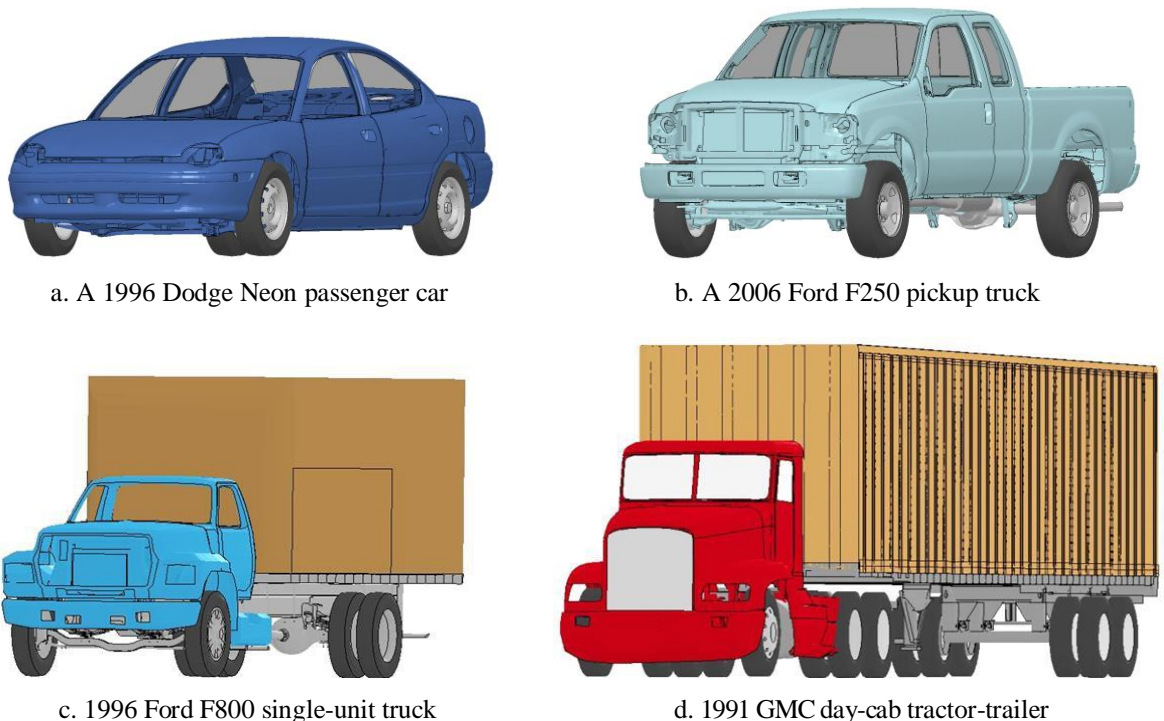 a. A 1996 Dodge Neon passenger car
b. A 2006 Ford F250 pickup truck
c. 1996 Ford F800 single-unit truck
d. 1991 GMC day-cab tractor-trailer